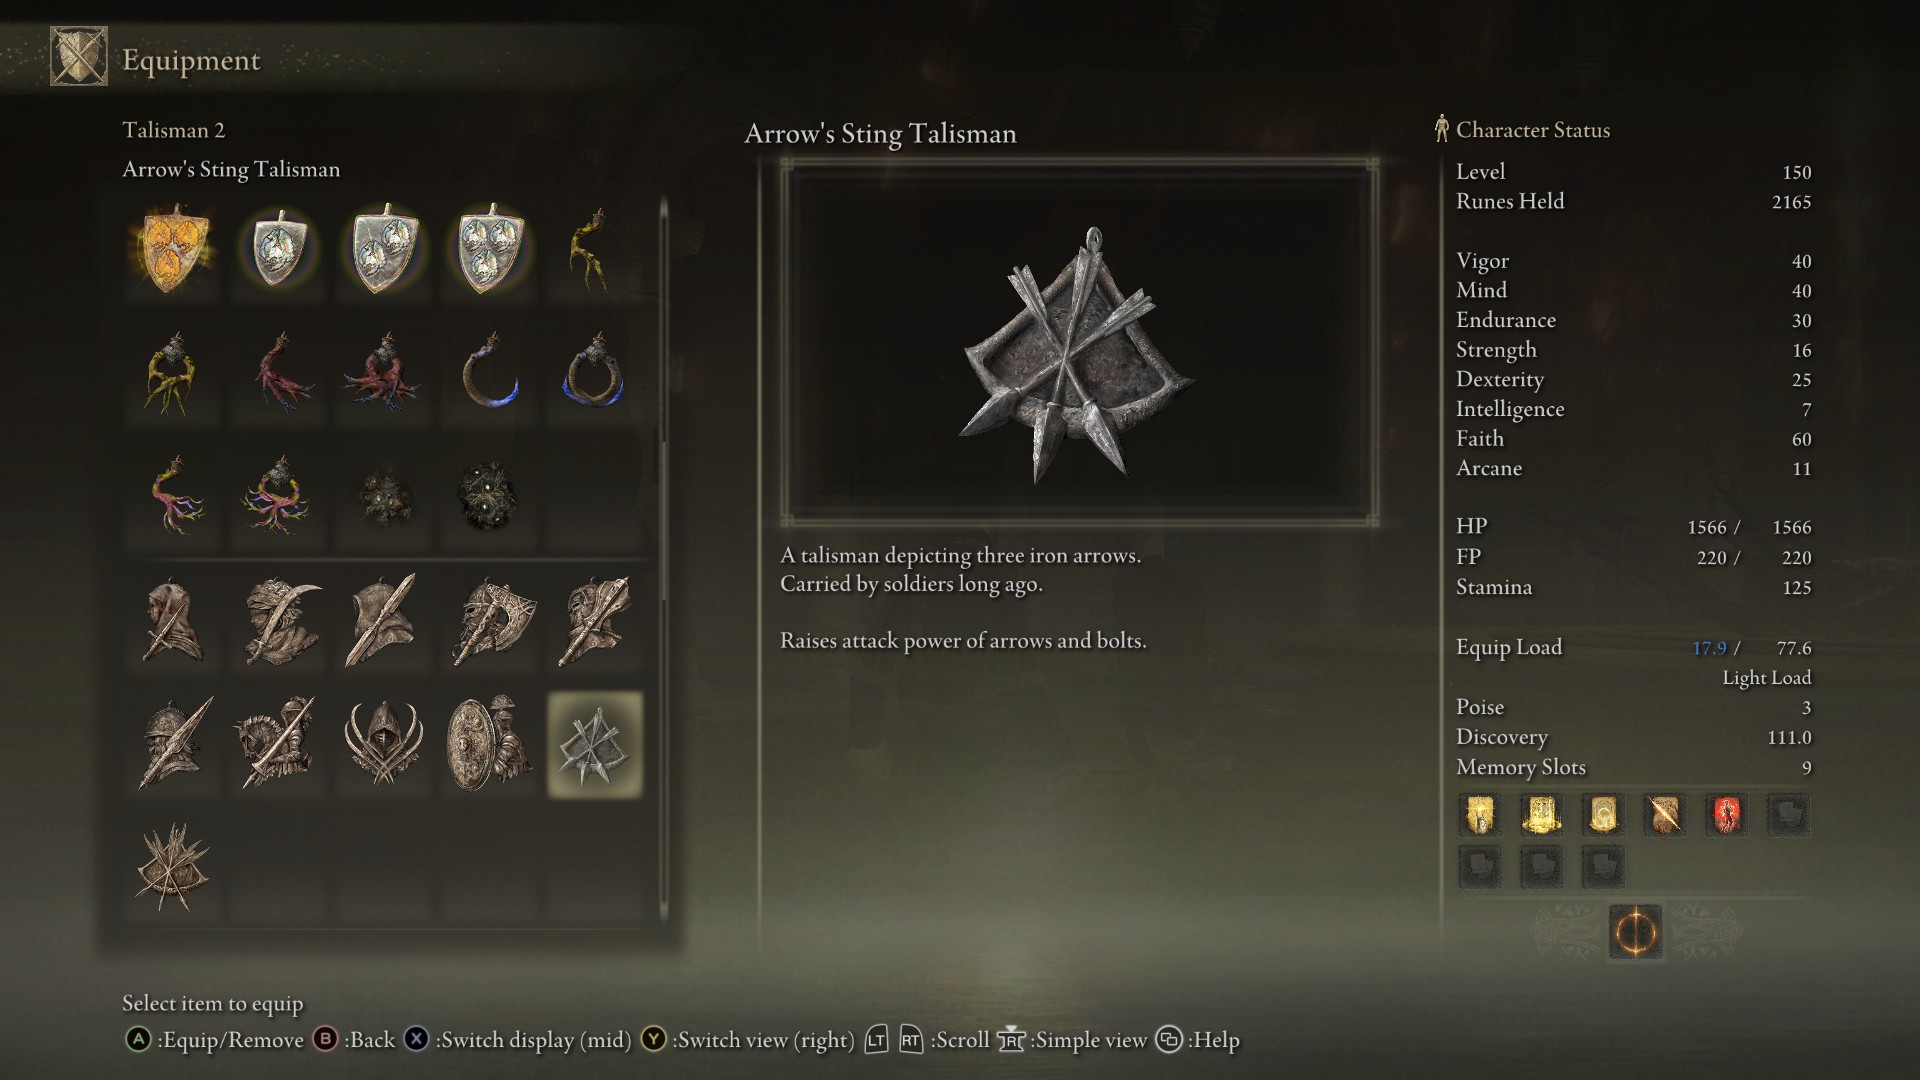 Equipment
Talisman 2
Arrow's Sting Talisman
Arrow's Sting Talisman
A talisman depicting three iron arrows.
Carried by soldiers long ago.
Raises attack power of arrows and bolts.
Character Status
Level 150
Runes Held 2165
Vigor 40
Mind 40
Endurance 30
Strength 16
Dexterity 25
Intelligence 7
Faith 60
Arcane 11
HP 1566 / 1566
FP 220 / 220
Stamina 125
Equip Load 17.9 / 77.6
Light Load
Poise 3
Discovery 111.0
Memory Slots 9
Select item to equip
A :Equip/Remove B :Back X :Switch display (mid) Y :Switch view (right) LT RT :Scroll R :Simple view :Help